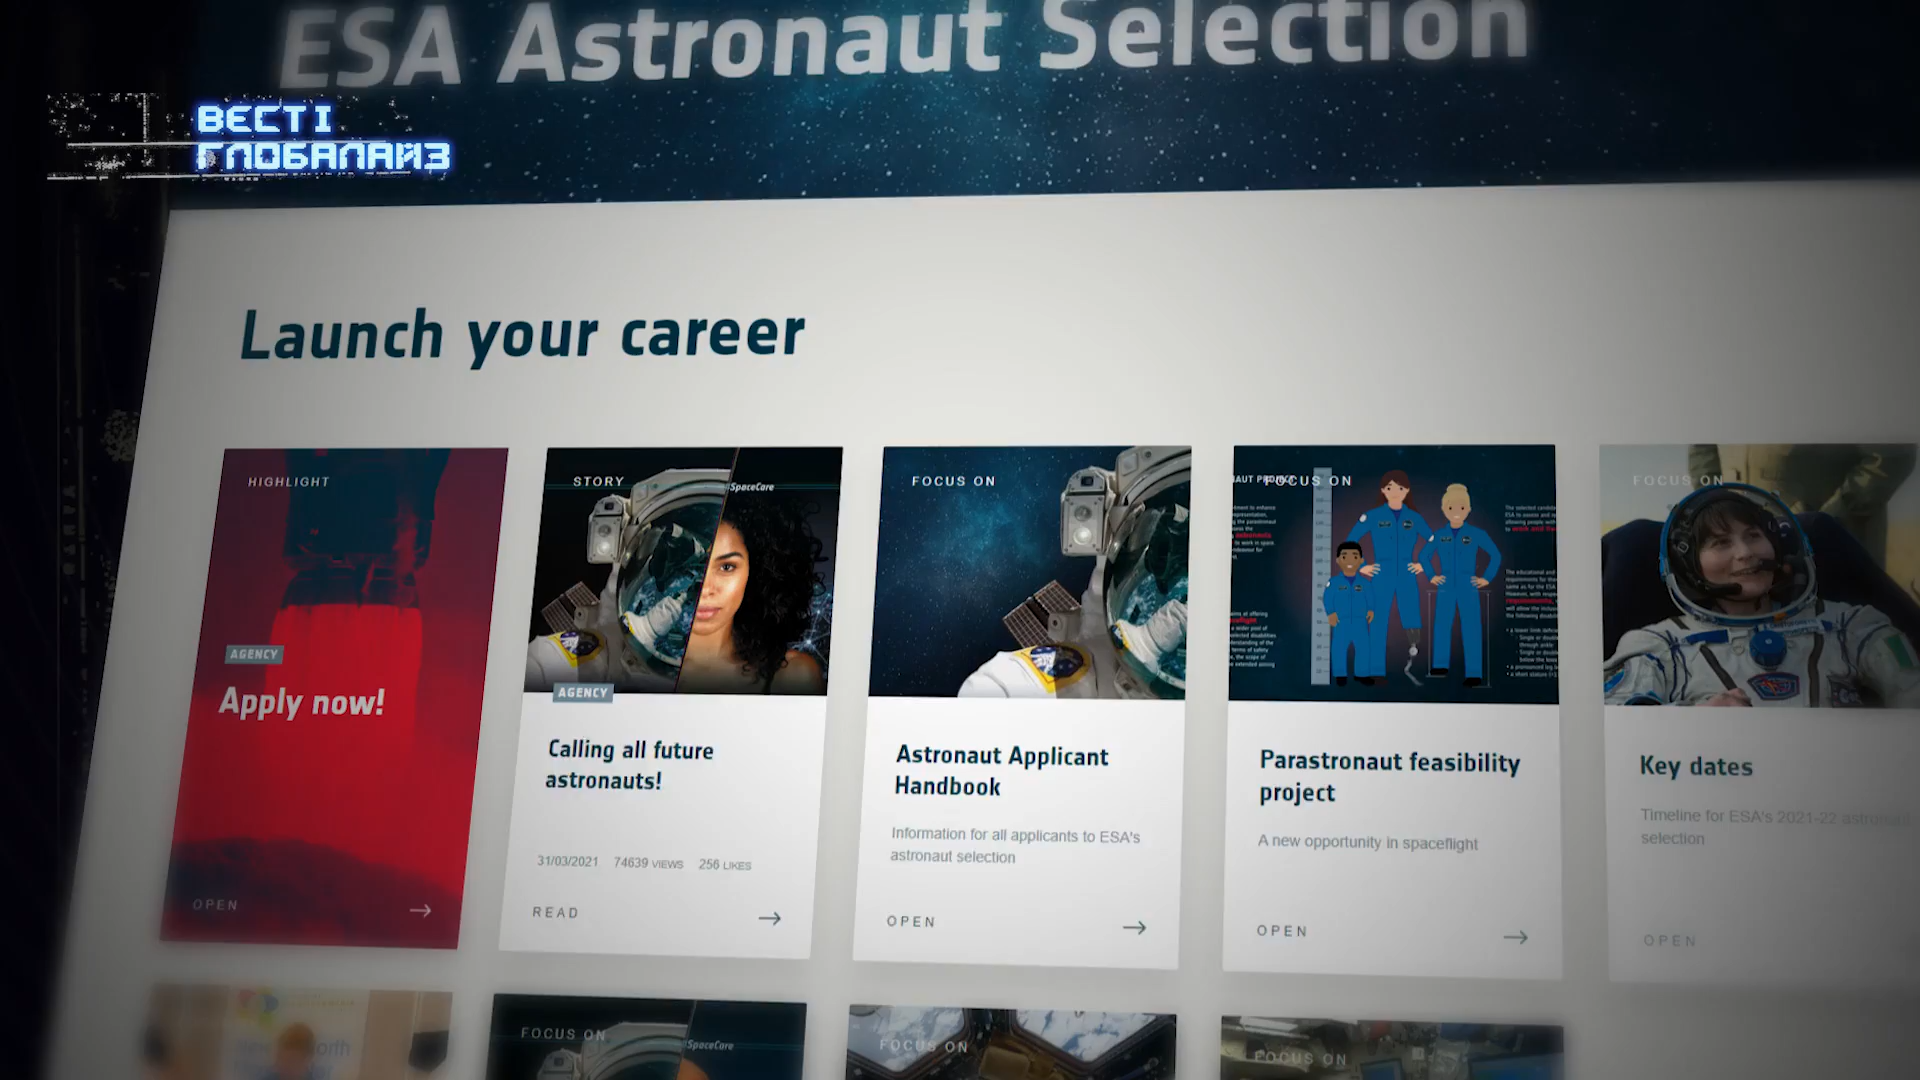 ESA Astronaut Selection
ВЕСТІ
ГЛОБАЛАЙЗ
Launch your career
HIGHLIGHT
AGENCY
Apply now!
OPEN
STORY
#SpaceCare
AGENCY
Calling all future
astronauts!
31/03/2021 74639 VIEWS 256 LIKES
READ
FOCUS ON
Astronaut Applicant
Handbook
Information for all applicants to ESA's
astronaut selection
OPEN
FOCUS ON
Parastronaut feasibility
project
A new opportunity in spaceflight
OPEN
FOCUS ON
Key dates
Timeline for ESA's 2021-22 astronaut
selection
OPEN
FOCUS ON
#SpaceCare
FOCUS ON
FOCUS ON